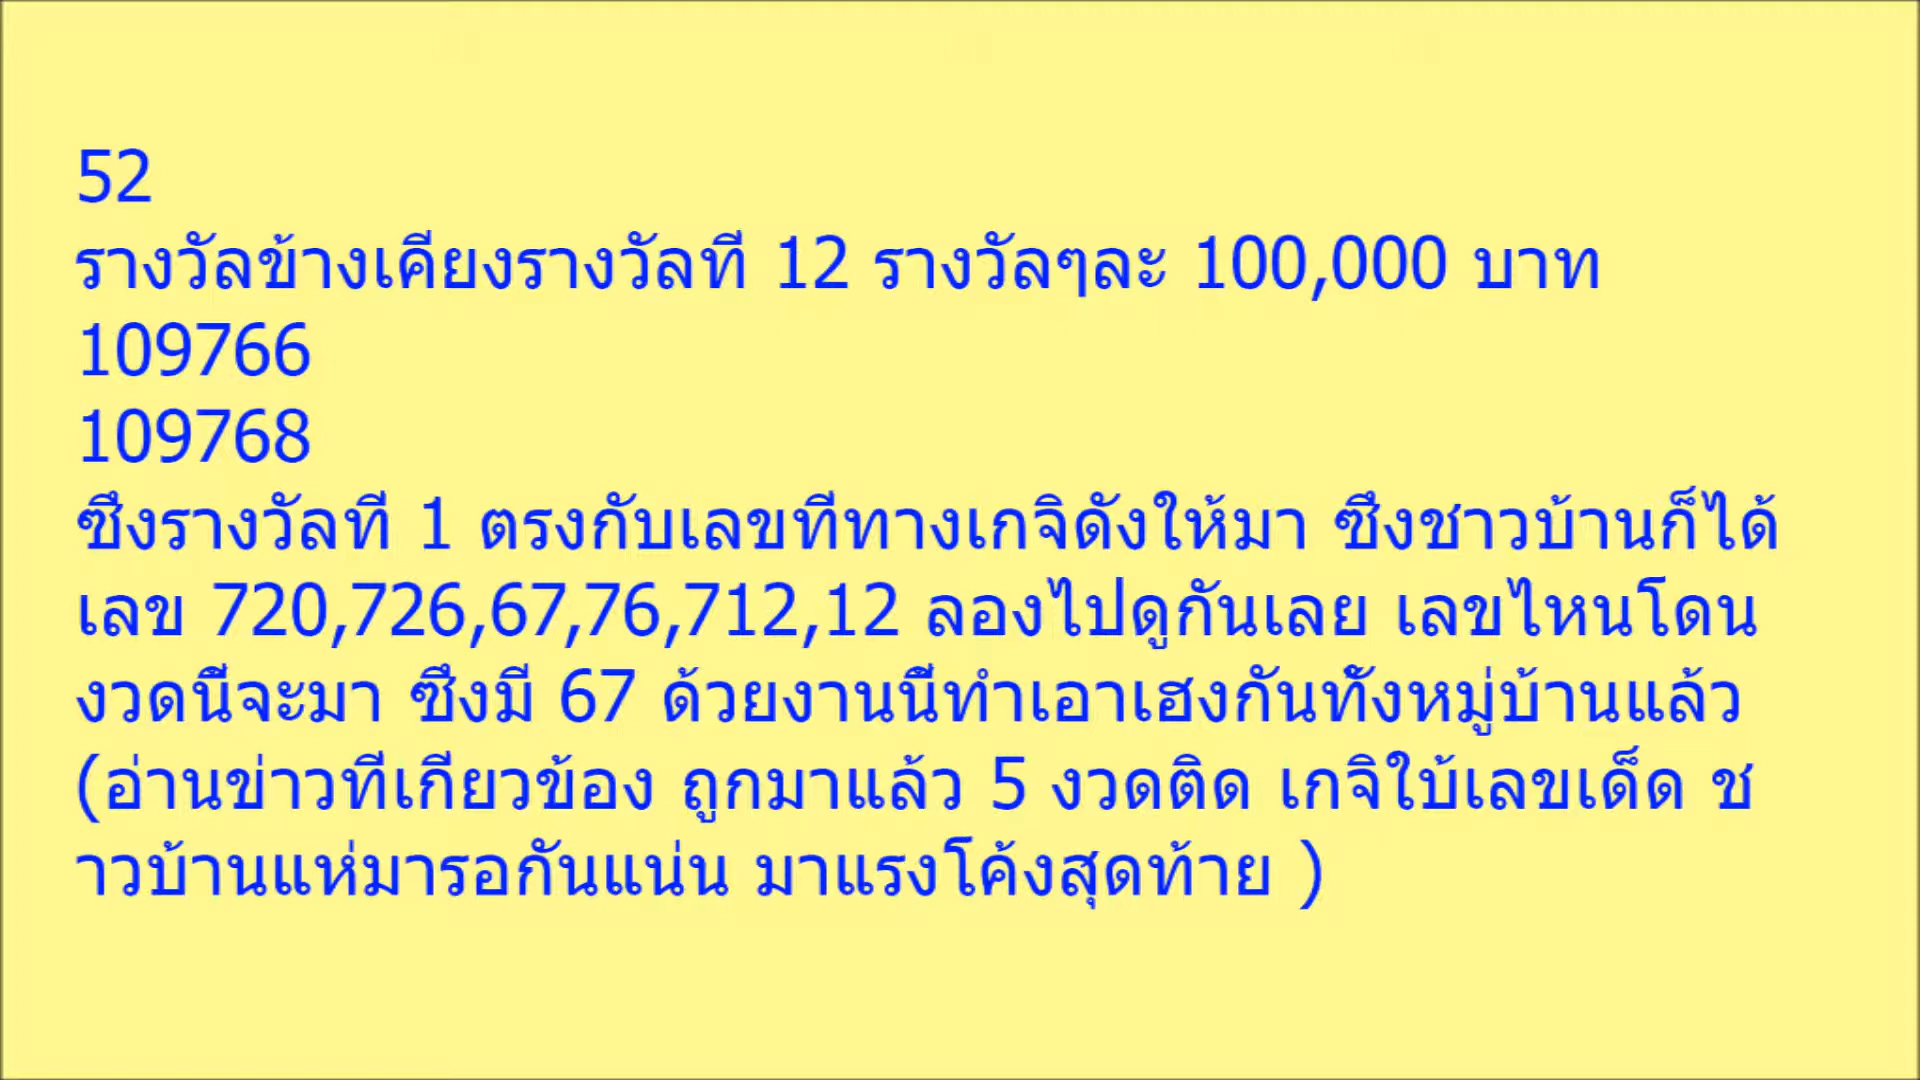 52
รางวัลข้างเคียงรางวัลที่ 12 รางวัลๆละ 100,000 บาท
109766
109768
ซึ่งรางวัลที่ 1 ตรงกับเลขที่ทางเกจิดังให้มา ซึ่งชาวบ้านก็ได้
เลข 720,726,67,76,712,12 ลองไปดูกันเลย เลขไหนโดน
งวดนี้จะมา ซึ่งมี 67 ด้วยงานนี้ทำเอาเฮงกันทั้งหมู่บ้านแล้ว
(อ่านข่าวที่เกี่ยวข้อง ถูกมาแล้ว 5 งวดติด เกจิใบ้เลขเด็ด ช
าวบ้านแห่มารอกันแน่น มาแรงโค้งสุดท้าย )